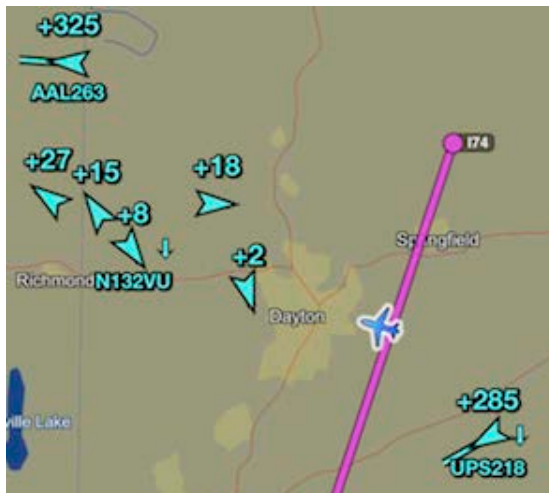 +325
AAL263
I74
+27
+15
+18
+8
Springfield
Richmond
N132VU
+2
Dayton
+285
ville Lake
UPS218